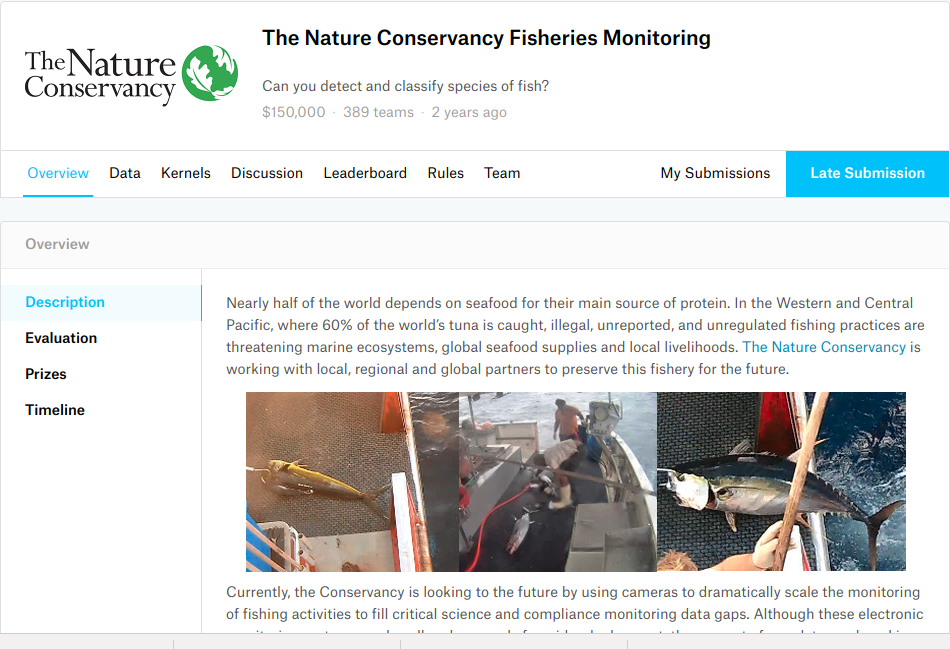 The Nature
Conservancy
The Nature Conservancy Fisheries Monitoring
Can you detect and classify species of fish?
$150,000 · 389 teams · 2 years ago
Overview Data Kernels Discussion Leaderboard Rules Team My Submissions Late Submission
Overview
Description
Evaluation
Prizes
Timeline
Nearly half of the world depends on seafood for their main source of protein. In the Western and Central
Pacific, where 60% of the world's tuna is caught, illegal, unreported, and unregulated fishing practices are
threatening marine ecosystems, global seafood supplies and local livelihoods. The Nature Conservancy is
working with local, regional and global partners to preserve this fishery for the future.
Currently, the Conservancy is looking to the future by using cameras to dramatically scale the monitoring
of fishing activities to fill critical science and compliance monitoring data gaps. Although these electronic